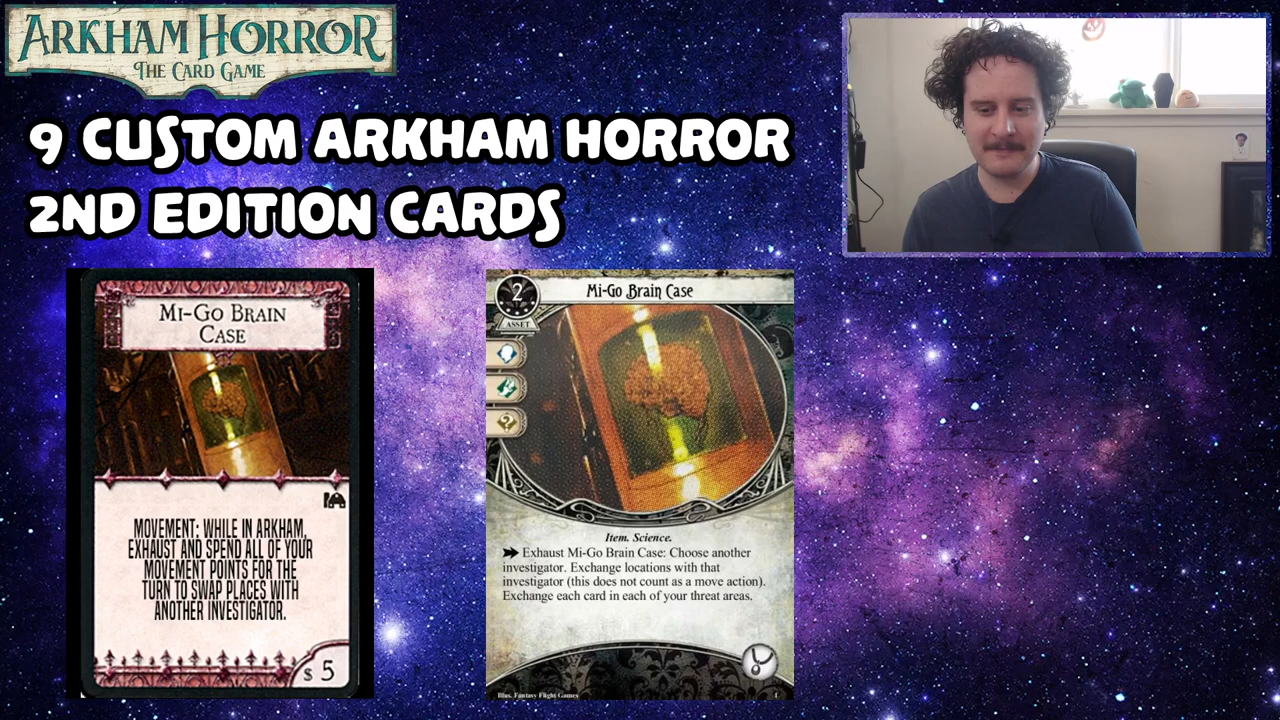 ARKHAM HORROR
THE CARD GAME
9 CUSTOM ARKHAM HORROR
2ND EDITION CARDS
MI-GO BRAIN
CASE
MOVEMENT: WHILE IN ARKHAM,
EXHAUST AND SPEND ALL OF YOUR
MOVEMENT POINTS FOR THE
TURN TO SWAP PLACES WITH
ANOTHER INVESTIGATOR.
$ 5
2
Mi-Go Brain Case
ASSET
Item. Science.
Exhaust Mi-Go Brain Case: Choose another
investigator. Exchange locations with that
investigator (this does not count as a move action).
Exchange each card in each of your threat areas.
Illus. Fantasy Flight Games